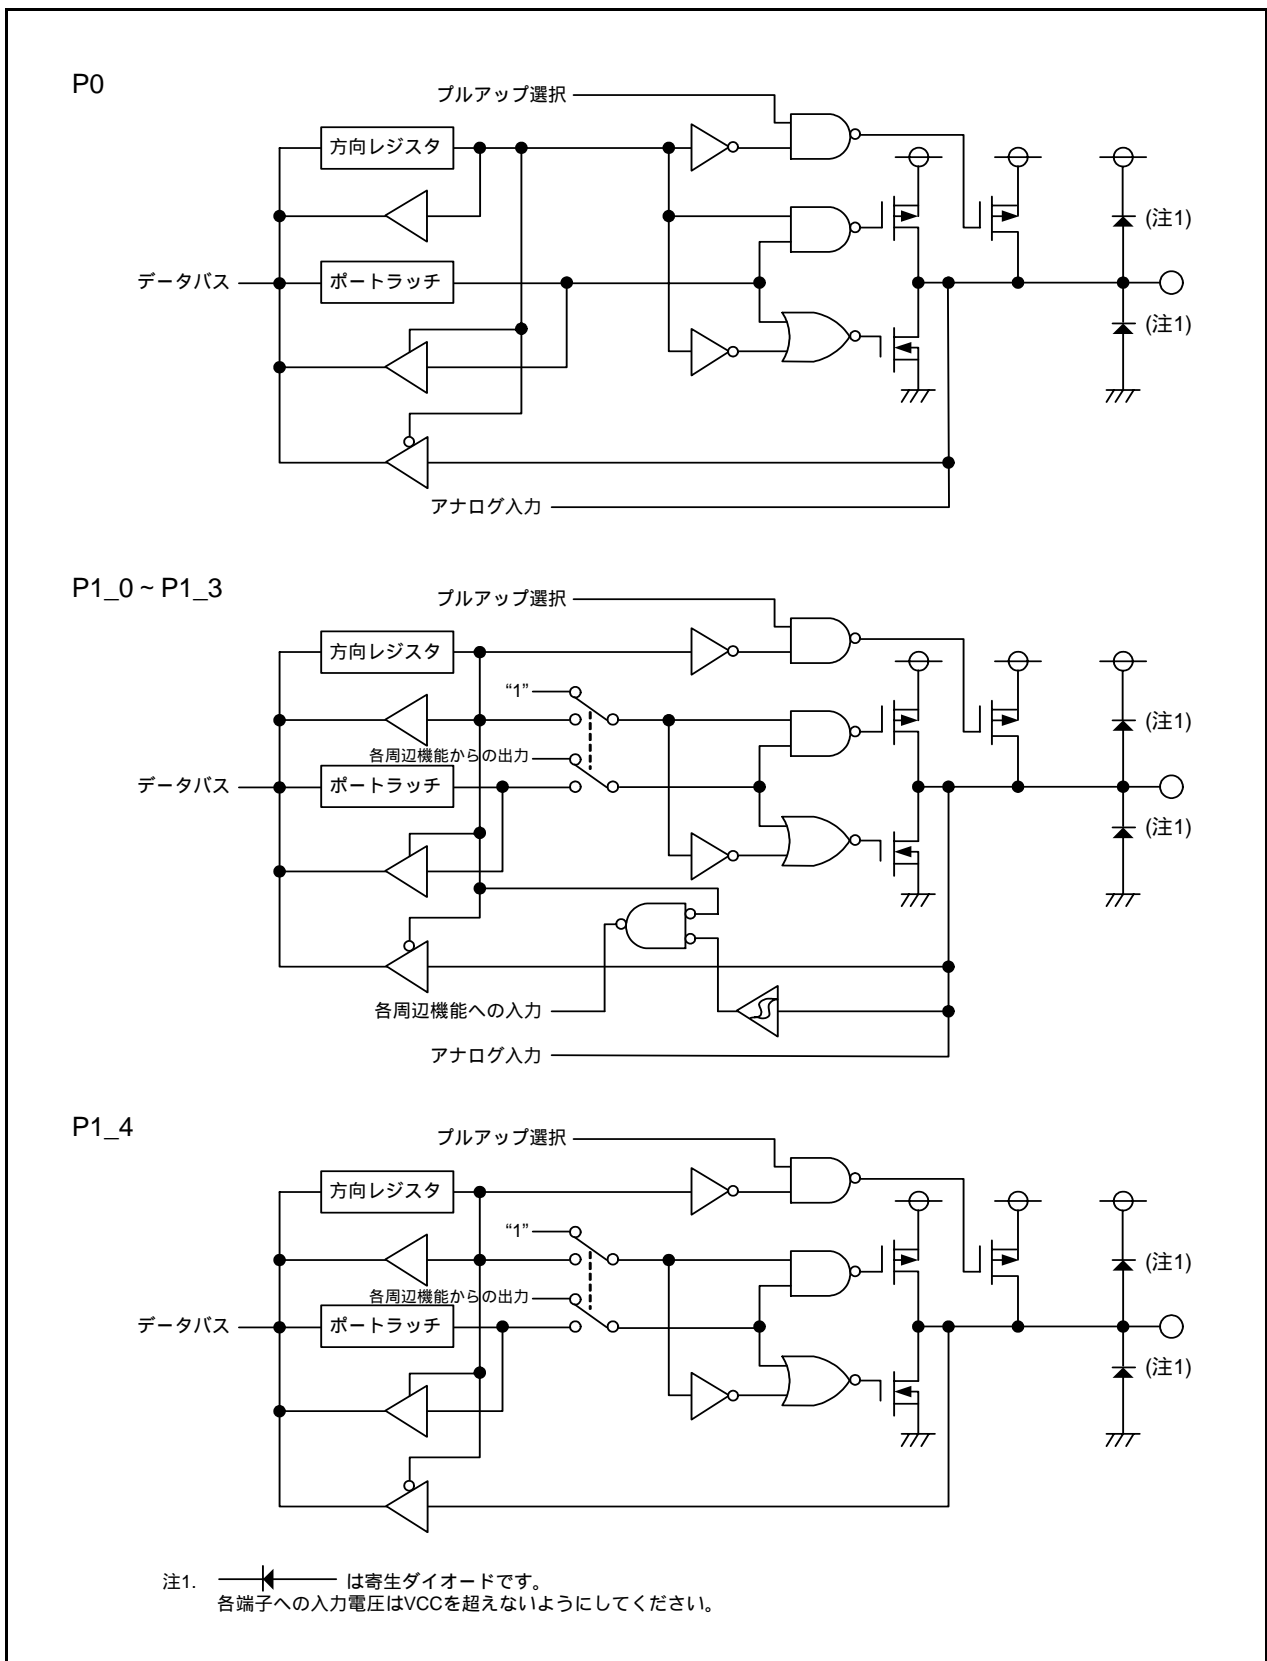 P0
プルアップ選択
方向レジスタ
(注1)
データバス
ポートラッチ
(注1)
アナログ入力
P1_0 ~ P1_3
プルアップ選択
方向レジスタ
“1”
(注1)
各周辺機能からの出力
データバス
ポートラッチ
(注1)
各周辺機能への入力
アナログ入力
P1_4
プルアップ選択
方向レジスタ
“1”
(注1)
各周辺機能からの出力
データバス
ポートラッチ
(注1)
注1. は寄生ダイオードです。
各端子への入力電圧はVCCを超えないようにしてください。